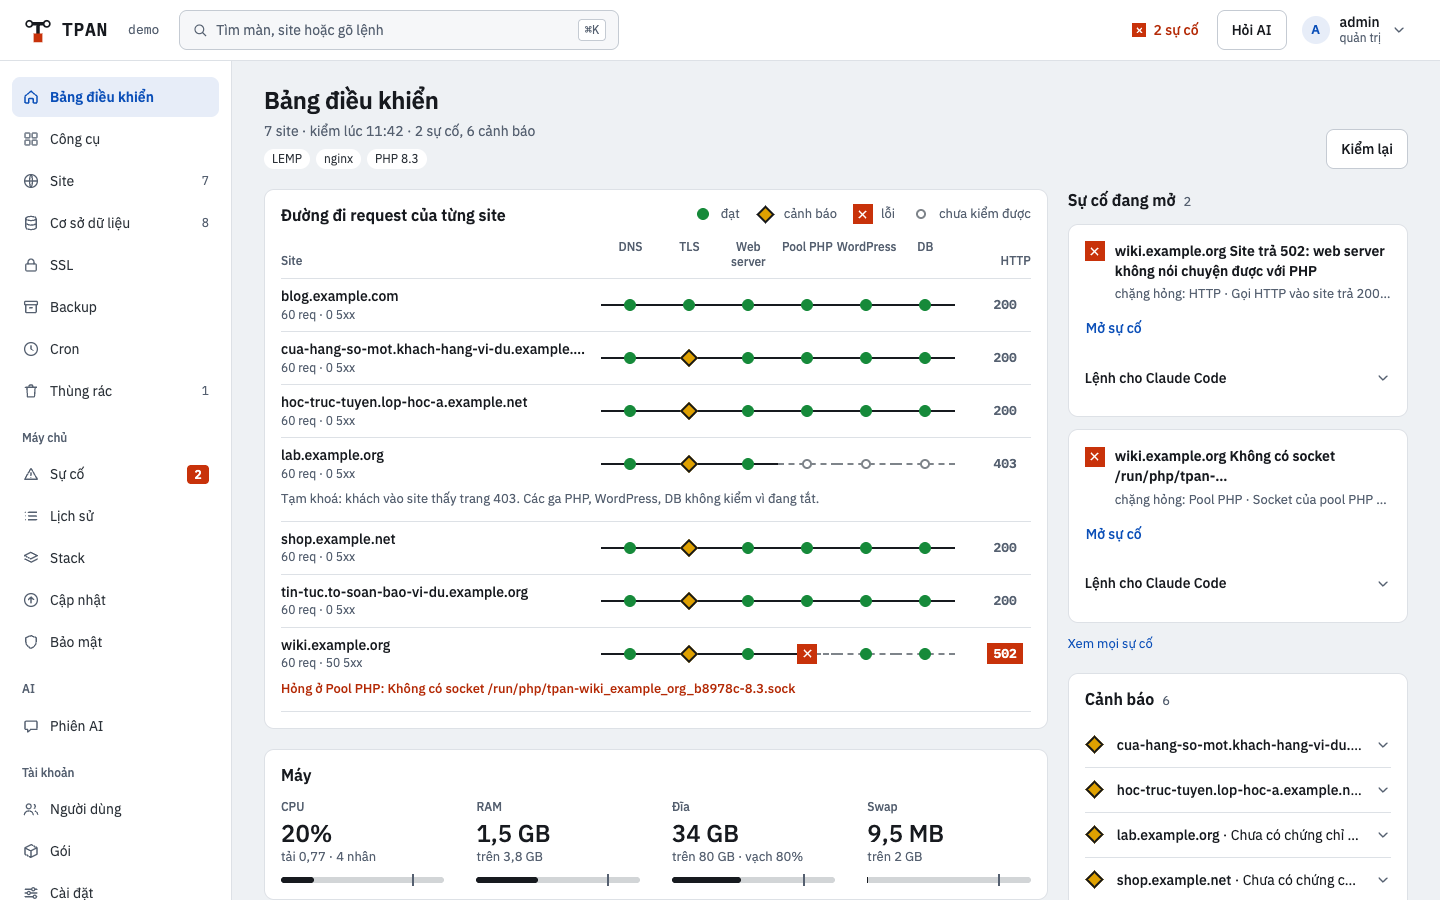 TPAN
demo
Tìm màn, site hoặc gõ lệnh
⌘K
2 sự cố
Hỏi AI
A
admin
quản trị
Bảng điều khiển
Công cụ
Site 7
Cơ sở dữ liệu 8
SSL
Backup
Cron
Thùng rác 1
Máy chủ
Sự cố 2
Lịch sử
Stack
Cập nhật
Bảo mật
AI
Phiên AI
Tài khoản
Người dùng
Gói
Cài đặt
Bảng điều khiển
7 site · kiểm lúc 11:42 · 2 sự cố, 6 cảnh báo
LEMP nginx PHP 8.3
Kiểm lại
Đường đi request của từng site
đạt cảnh báo lỗi chưa kiểm được
Site DNS TLS Web server Pool PHP WordPress DB HTTP
blog.example.com
60 req · 0 5xx
200
cua-hang-so-mot.khach-hang-vi-du.example....
60 req · 0 5xx
200
hoc-truc-tuyen.lop-hoc-a.example.net
60 req · 0 5xx
200
lab.example.org
60 req · 0 5xx
403
Tạm khoá: khách vào site thấy trang 403. Các ga PHP, WordPress, DB không kiểm vì đang tắt.
shop.example.net
60 req · 0 5xx
200
tin-tuc.to-soan-bao-vi-du.example.org
60 req · 0 5xx
200
wiki.example.org
60 req · 50 5xx
502
Hỏng ở Pool PHP: Không có socket /run/php/tpan-wiki_example_org_b8978c-8.3.sock
Máy
CPU
20%
tải 0,77 · 4 nhân
RAM
1,5 GB
trên 3,8 GB
Đĩa
34 GB
trên 80 GB · vạch 80%
Swap
9,5 MB
trên 2 GB
Sự cố đang mở 2
wiki.example.org Site trả 502: web server
không nói chuyện được với PHP
chặng hỏng: HTTP · Gọi HTTP vào site trả 200...
Mở sự cố
Lệnh cho Claude Code
wiki.example.org Không có socket
/run/php/tpan-...
chặng hỏng: Pool PHP · Socket của pool PHP ...
Mở sự cố
Lệnh cho Claude Code
Xem mọi sự cố
Cảnh báo 6
cua-hang-so-mot.khach-hang-vi-du....
hoc-truc-tuyen.lop-hoc-a.example.n...
lab.example.org · Chưa có chứng chỉ ...
shop.example.net · Chưa có chứng c...